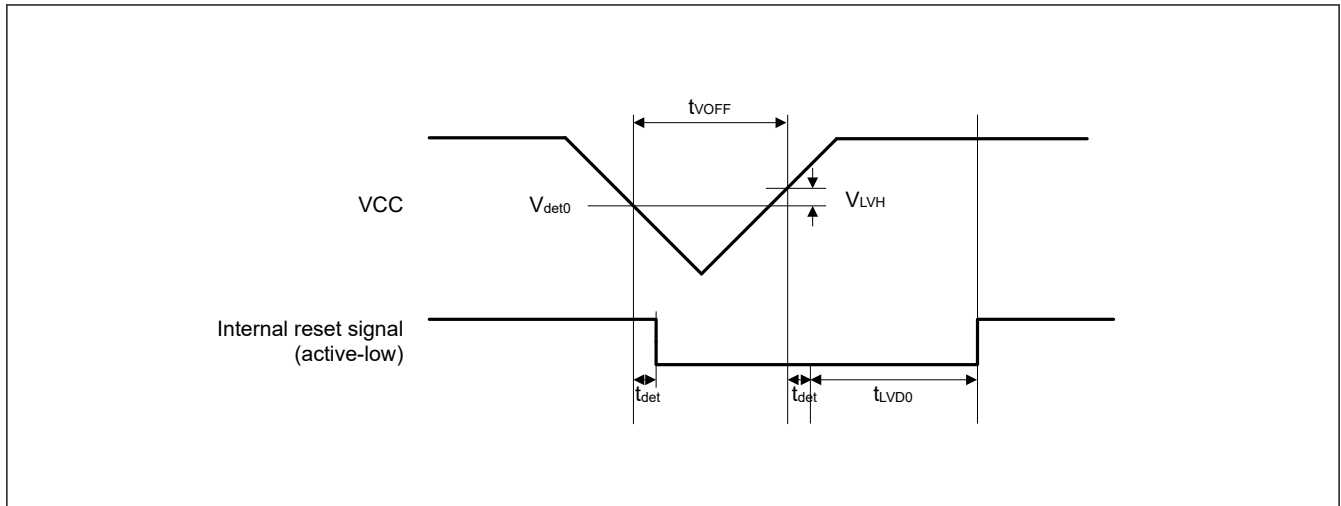 tVOFF
VCC
Vdet0
VLVH
Internal reset signal
(active-low)
tdet
tdet
tLVD0